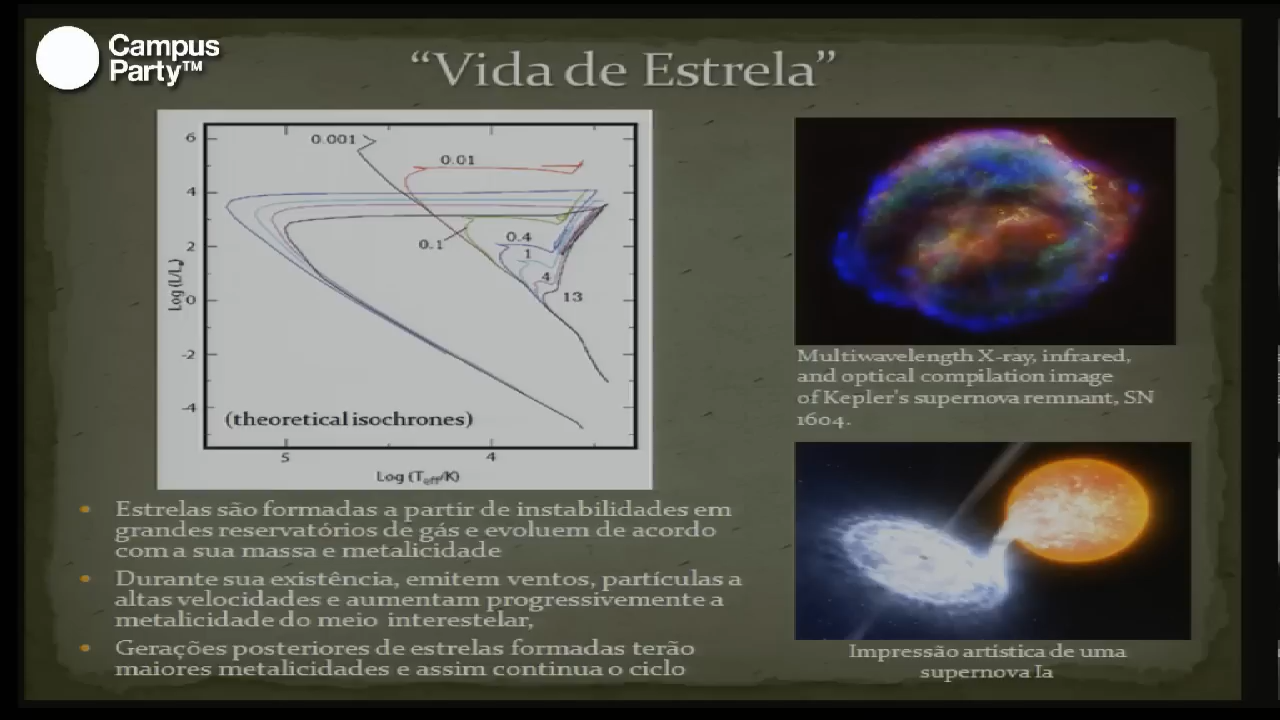 Campus
Party™
“Vida de Estrela”
6
4
2
0
-2
-4
Log (L/L⊙)
0.001
0.01
0.1
0.4
1
4
13
(theoretical isochrones)
5
4
Log (Teff/K)
Multiwavelength X-ray, infrared,
and optical compilation image
of Kepler's supernova remnant, SN
1604.
• Estrelas são formadas a partir de instabilidades em
grandes reservatórios de gás e evoluem de acordo
com a sua massa e metalicidade
• Durante sua existência, emitem ventos, partículas a
altas velocidades e aumentam progressivemente a
metalicidade do meio interestelar,
• Gerações posteriores de estrelas formadas terão
maiores metalicidades e assim continua o ciclo
Impressão artística de uma
supernova Ia